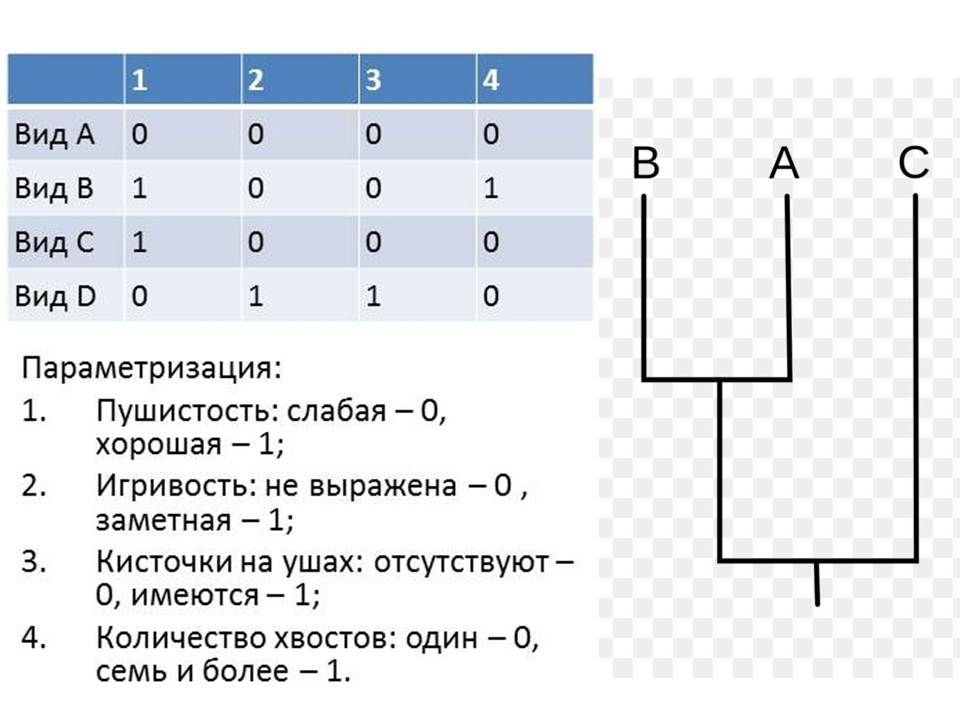 1 2 3 4
Вид A 0 0 0 0
Вид B 1 0 0 1
Вид C 1 0 0 0
Вид D 0 1 1 0
B A C
Параметризация:
1. Пушистость: слабая – 0,
хорошая – 1;
2. Игривость: не выражена – 0 ,
заметная – 1;
3. Кисточки на ушах: отсутствуют –
0, имеются – 1;
4. Количество хвостов: один – 0,
семь и более – 1.